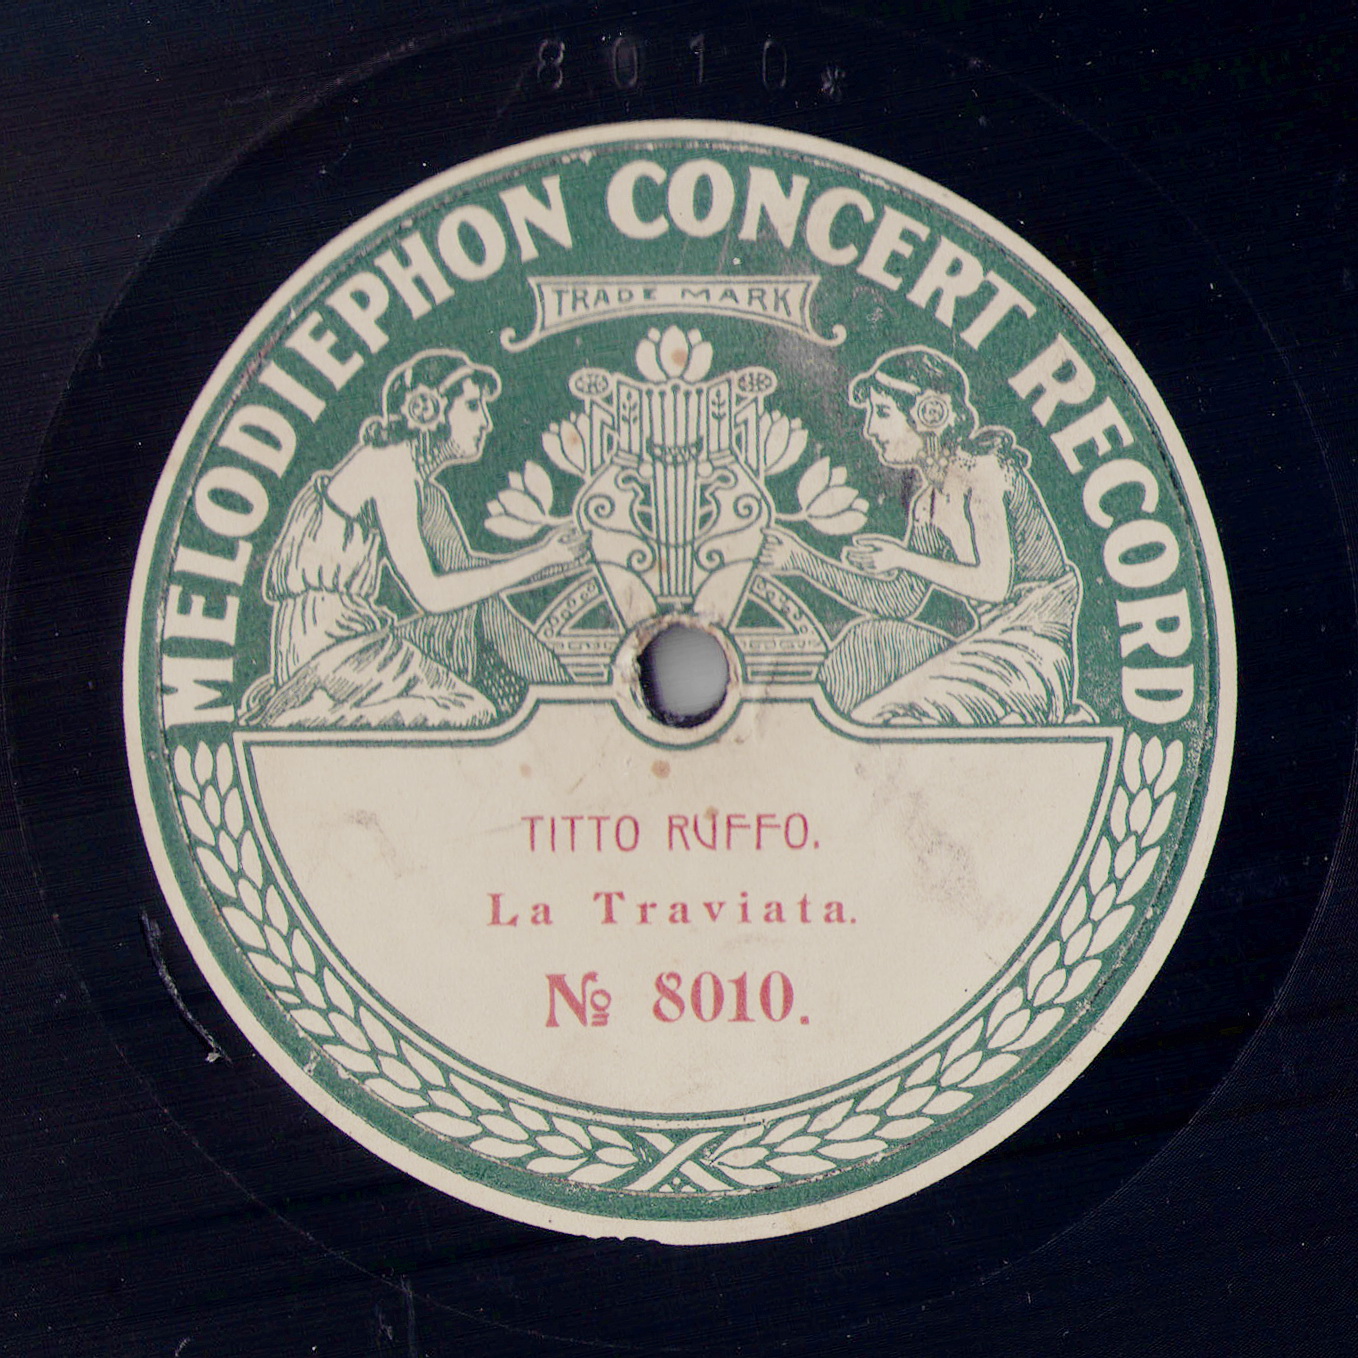 8010*
MELODIEPHON CONCERT RECORD
TRADE MARK
TITTO RUFFO.
La Traviata.
No 8010.